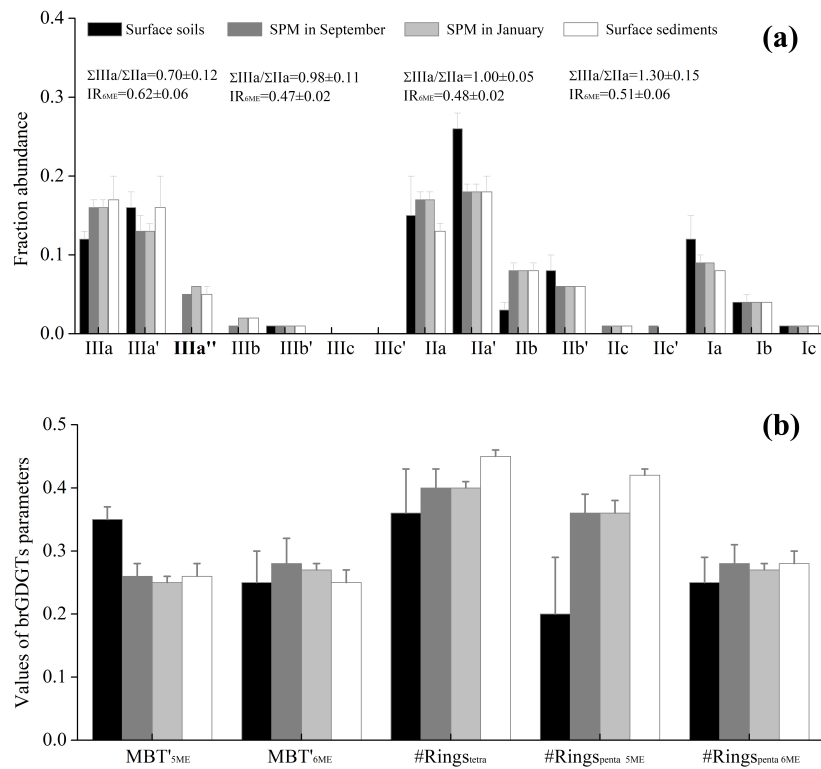 0.4
Surface soils
SPM in September
SPM in January
Surface sediments
(a)
ΣIIIa/ΣIIa=0.70±0.12
IR6ME=0.62±0.06
ΣIIIa/ΣIIa=0.98±0.11
IR6ME=0.47±0.02
ΣIIIa/ΣIIa=1.00±0.05
IR6ME=0.48±0.02
ΣIIIa/ΣIIa=1.30±0.15
IR6ME=0.51±0.06
0.3
0.2
0.1
0.0
Fraction abundance
IIIa IIIa' IIIa'' IIIb IIIb' IIIc IIIc' IIa IIa' IIb IIb' IIc IIc' Ia Ib Ic
(b)
0.5
0.4
0.3
0.2
0.1
0.0
Values of brGDGTs parameters
MBT'5ME MBT'6ME #Ringstetra #Ringspenta 5ME #Ringspenta 6ME